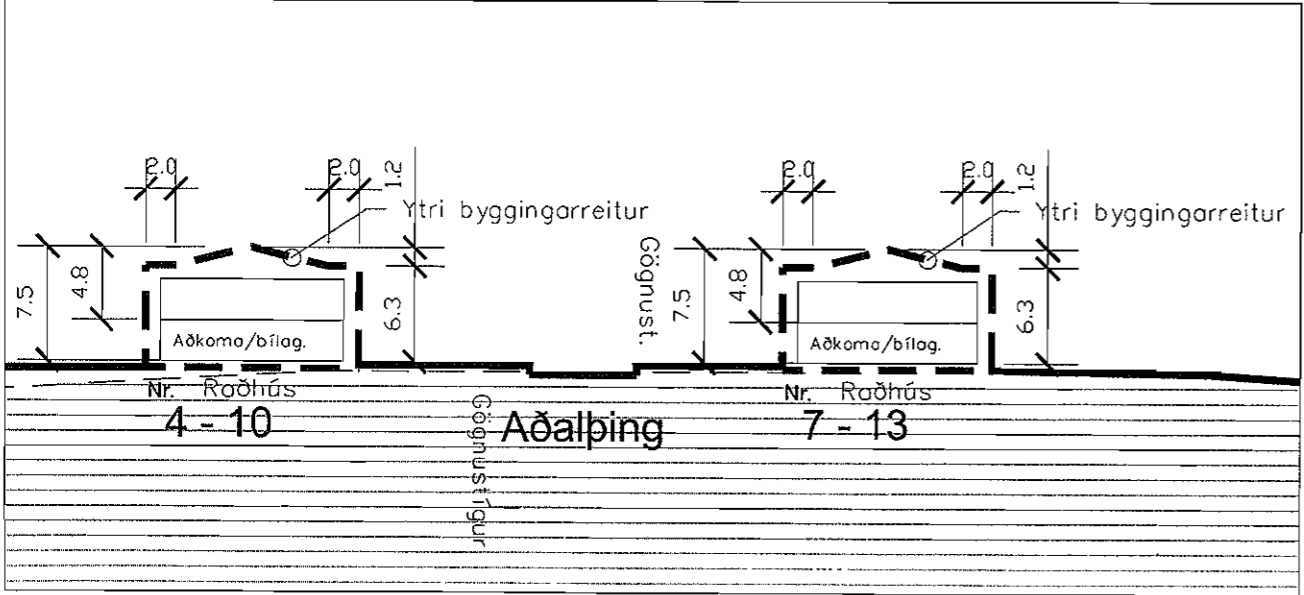 2.0
2.0
1.2
Ytri byggingarreitur
7.5
4.8
6.3
Aðkoma/bílag.
Nr. Raðhús
4 - 10
Göngust.
Göngustígur
Aðalþing
2.0
2.0
1.2
Ytri byggingarreitur
7.5
4.8
6.3
Aðkoma/bílag.
Nr. Raðhús
7 - 13